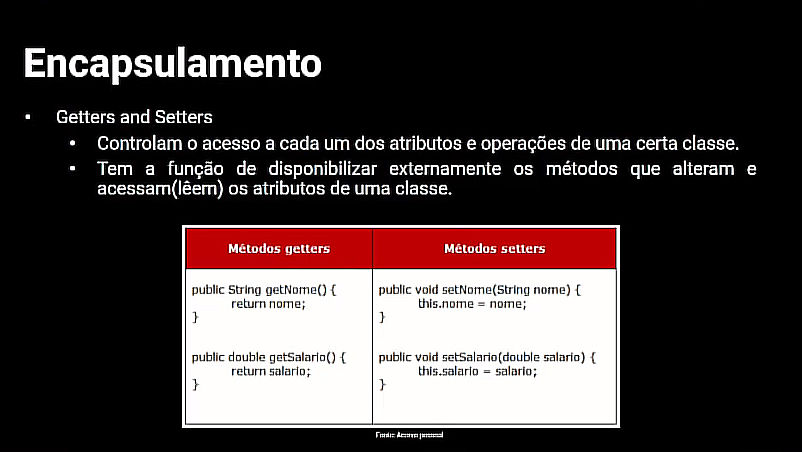 Encapsulamento
• Getters and Setters
• Controlam o acesso a cada um dos atributos e operações de uma certa classe.
• Tem a função de disponibilizar externamente os métodos que alteram e
acessam(lêem) os atributos de uma classe.
Métodos getters
public String getNome() {
return nome;
}
public double getSalario() {
return salario;
}
Métodos setters
public void setNome(String nome) {
this.nome = nome;
}
public void setSalario(double salario) {
this.salario = salario;
}
Fonte: Acervo pessoal